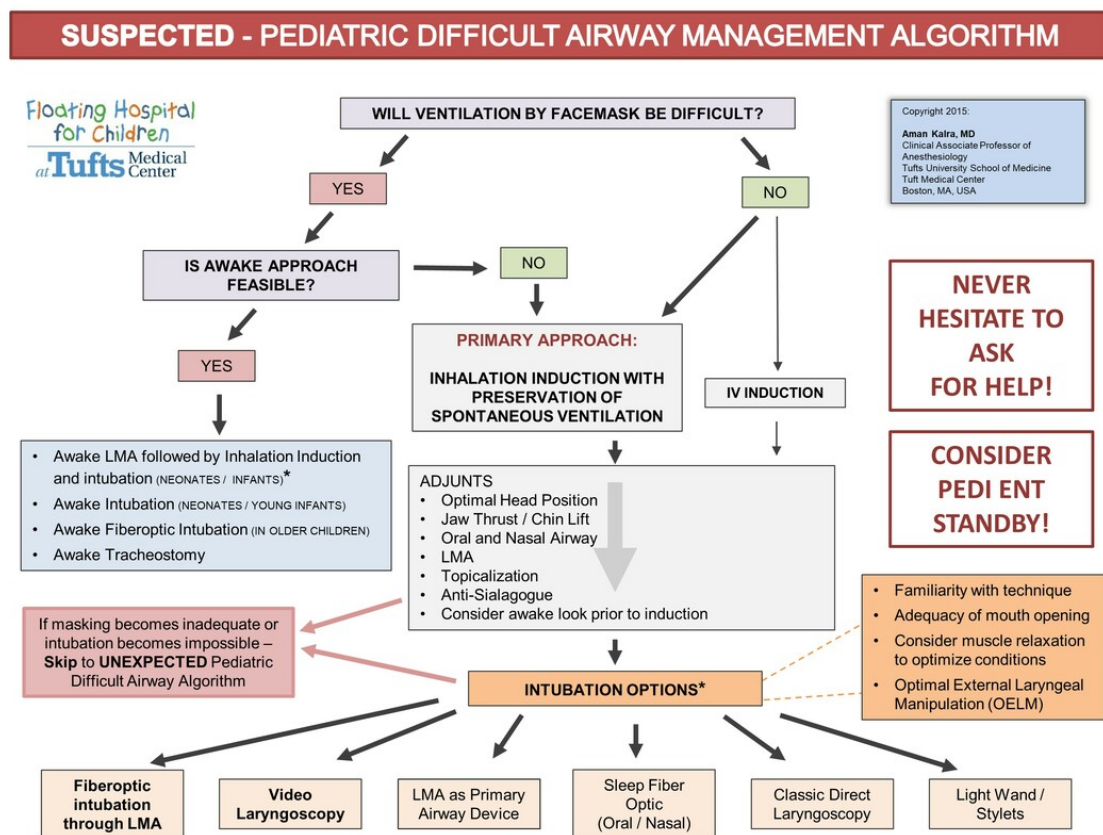 SUSPECTED - PEDIATRIC DIFFICULT AIRWAY MANAGEMENT ALGORITHM
Floating Hospital
for Children
at Tufts Medical
Center
WILL VENTILATION BY FACEMASK BE DIFFICULT?
Copyright 2015:
Aman Kalra, MD
Clinical Associate Professor of
Anesthesiology
Tufts University School of Medicine
Tuft Medical Center
Boston, MA, USA
YES
NO
IS AWAKE APPROACH
FEASIBLE?
NO
NEVER
HESITATE TO
ASK
FOR HELP!
YES
PRIMARY APPROACH:
INHALATION INDUCTION WITH
PRESERVATION OF
SPONTANEOUS VENTILATION
IV INDUCTION
• Awake LMA followed by Inhalation Induction
and intubation (NEONATES / INFANTS)*
• Awake Intubation (NEONATES / YOUNG INFANTS)
• Awake Fiberoptic Intubation (IN OLDER CHILDREN)
• Awake Tracheostomy
ADJUNTS
• Optimal Head Position
• Jaw Thrust / Chin Lift
• Oral and Nasal Airway
• LMA
• Topicalization
• Anti-Sialagogue
• Consider awake look prior to induction
CONSIDER
PEDI ENT
STANDBY!
If masking becomes inadequate or
intubation becomes impossible –
Skip to UNEXPECTED Pediatric
Difficult Airway Algorithm
• Familiarity with technique
• Adequacy of mouth opening
• Consider muscle relaxation
to optimize conditions
• Optimal External Laryngeal
Manipulation (OELM)
INTUBATION OPTIONS*
Fiberoptic
intubation
through LMA
Video
Laryngoscopy
LMA as Primary
Airway Device
Sleep Fiber
Optic
(Oral / Nasal)
Classic Direct
Laryngoscopy
Light Wand /
Stylets